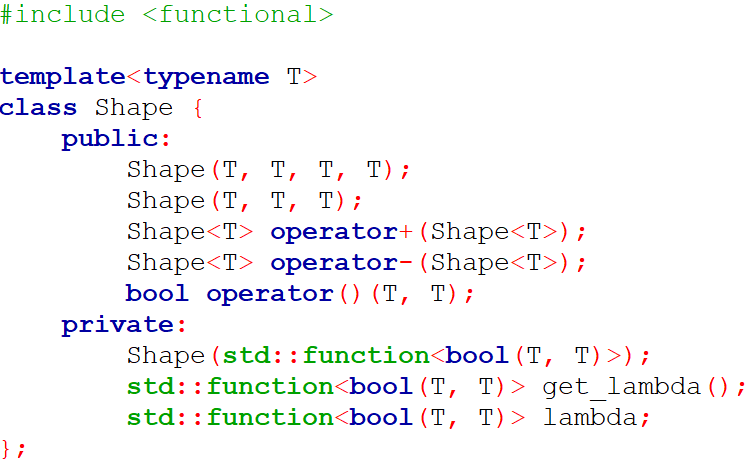 #include <functional>

template<typename T>
class Shape {
    public:
        Shape(T, T, T, T);
        Shape(T, T, T);
        Shape<T> operator+(Shape<T>);
        Shape<T> operator-(Shape<T>);
        bool operator()(T, T);
    private:
        Shape(std::function<bool(T, T)>);
        std::function<bool(T, T)> get_lambda();
        std::function<bool(T, T)> lambda;
};